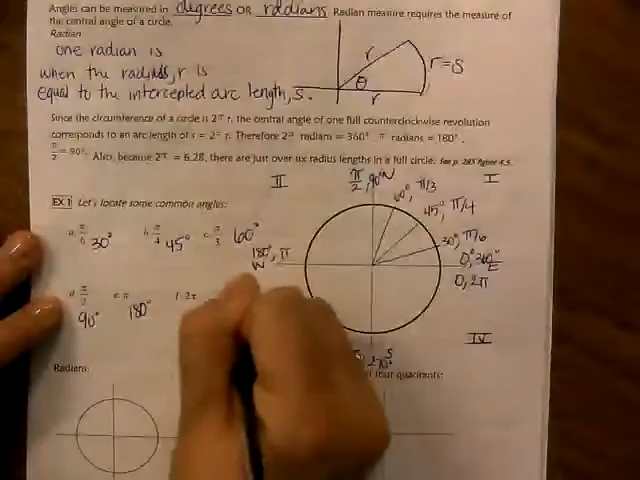 Angles can be measured in degrees OR radians. Radian measure requires the measure of
the central angle of a circle.
Radian
one radian is
when the radius, r is
equal to the intercepted arc length, s.
r
θ
r
r=s
Since the circumference of a circle is 2π r, the central angle of one full counterclockwise revolution
corresponds to an arc length of s = 2π r. Therefore 2π radians = 360°, π radians = 180°,
π/2 = 90°. Also, because 2π = 6.28, there are just over six radius lengths in a full circle. See p. 283 figure 4.5.
II
π/2, 90° N
I
60°, π/3
45°, π/4
30°, π/6
0°, 360°
E
0, 2π
180°, π
W
EX 1 Let's locate some common angles:
a. π/6 30° b. π/4 45° c. π/3 60°
d. π/2 90° e. π 180° f. 2π
IV
S
Radians:
four quadrants: